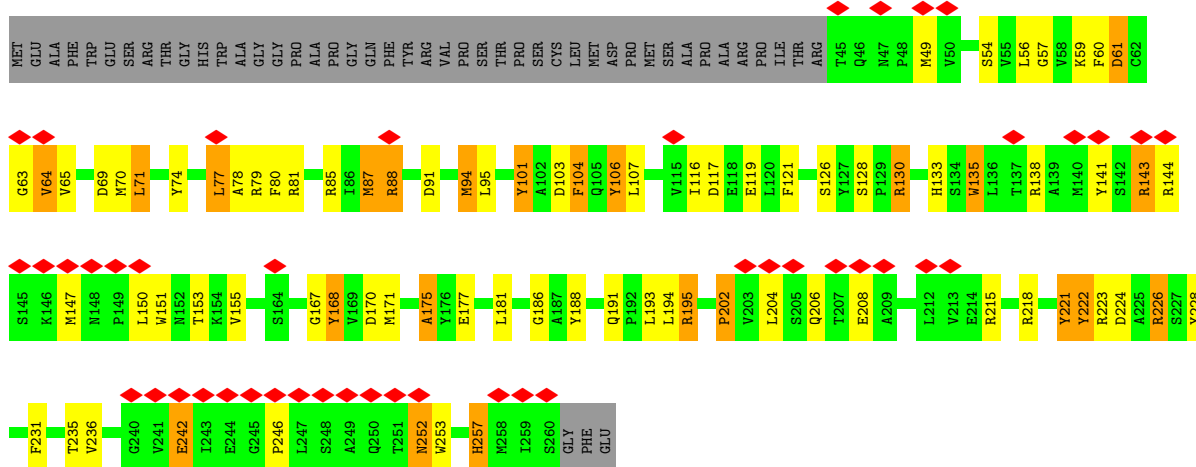 MET GLU ALA PHE TRP GLU SER ARG THR GLY HIS TRP ALA GLY GLY PRO ALA PRO GLY GLN PHE TYR ARG VAL PRO SER THR PRO SER CYS LEU MET ASP PRO MET SER ALA PRO ALA ARG PRO ILE THR ARG T45 Q46 N47 P48 M49 V50 S54 V55 L56 G57 V58 K59 F60 D61 C62
G63 V64 V65 D69 M70 L71 Y74 L77 A78 R79 F80 R81 R85 I86 M87 R88 D91 M94 L95 Y101 A102 D103 F104 Q105 Y106 L107 V115 I116 D117 E118 E119 L120 F121 S126 Y127 S128 P129 R130 H133 S134 W135 L136 T137 R138 A139 M140 Y141 S142 R143 R144
S145 K146 M147 N148 P149 L150 W151 N152 T153 K154 V155 S164 G167 Y168 V169 D170 M171 A175 Y176 E177 L181 G186 A187 Y188 Q191 P192 L193 L194 R195 P202 V203 L204 S205 Q206 T207 E208 A209 L212 V213 E214 R215 R218 Y221 Y222 R223 D224 A225 R226 S227 Y228
F231 T235 V236 G240 V241 E242 I243 E244 G245 P246 L247 S248 A249 Q250 T251 N252 W253 H257 M258 I259 S260 GLY PHE GLU